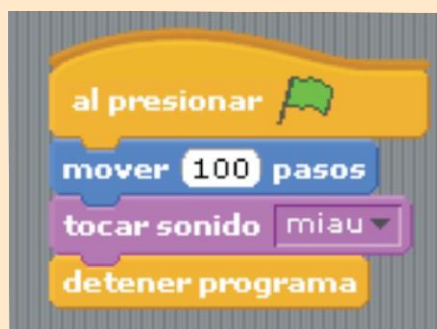 al presionar
mover 100 pasos
tocar sonido miau
detener programa